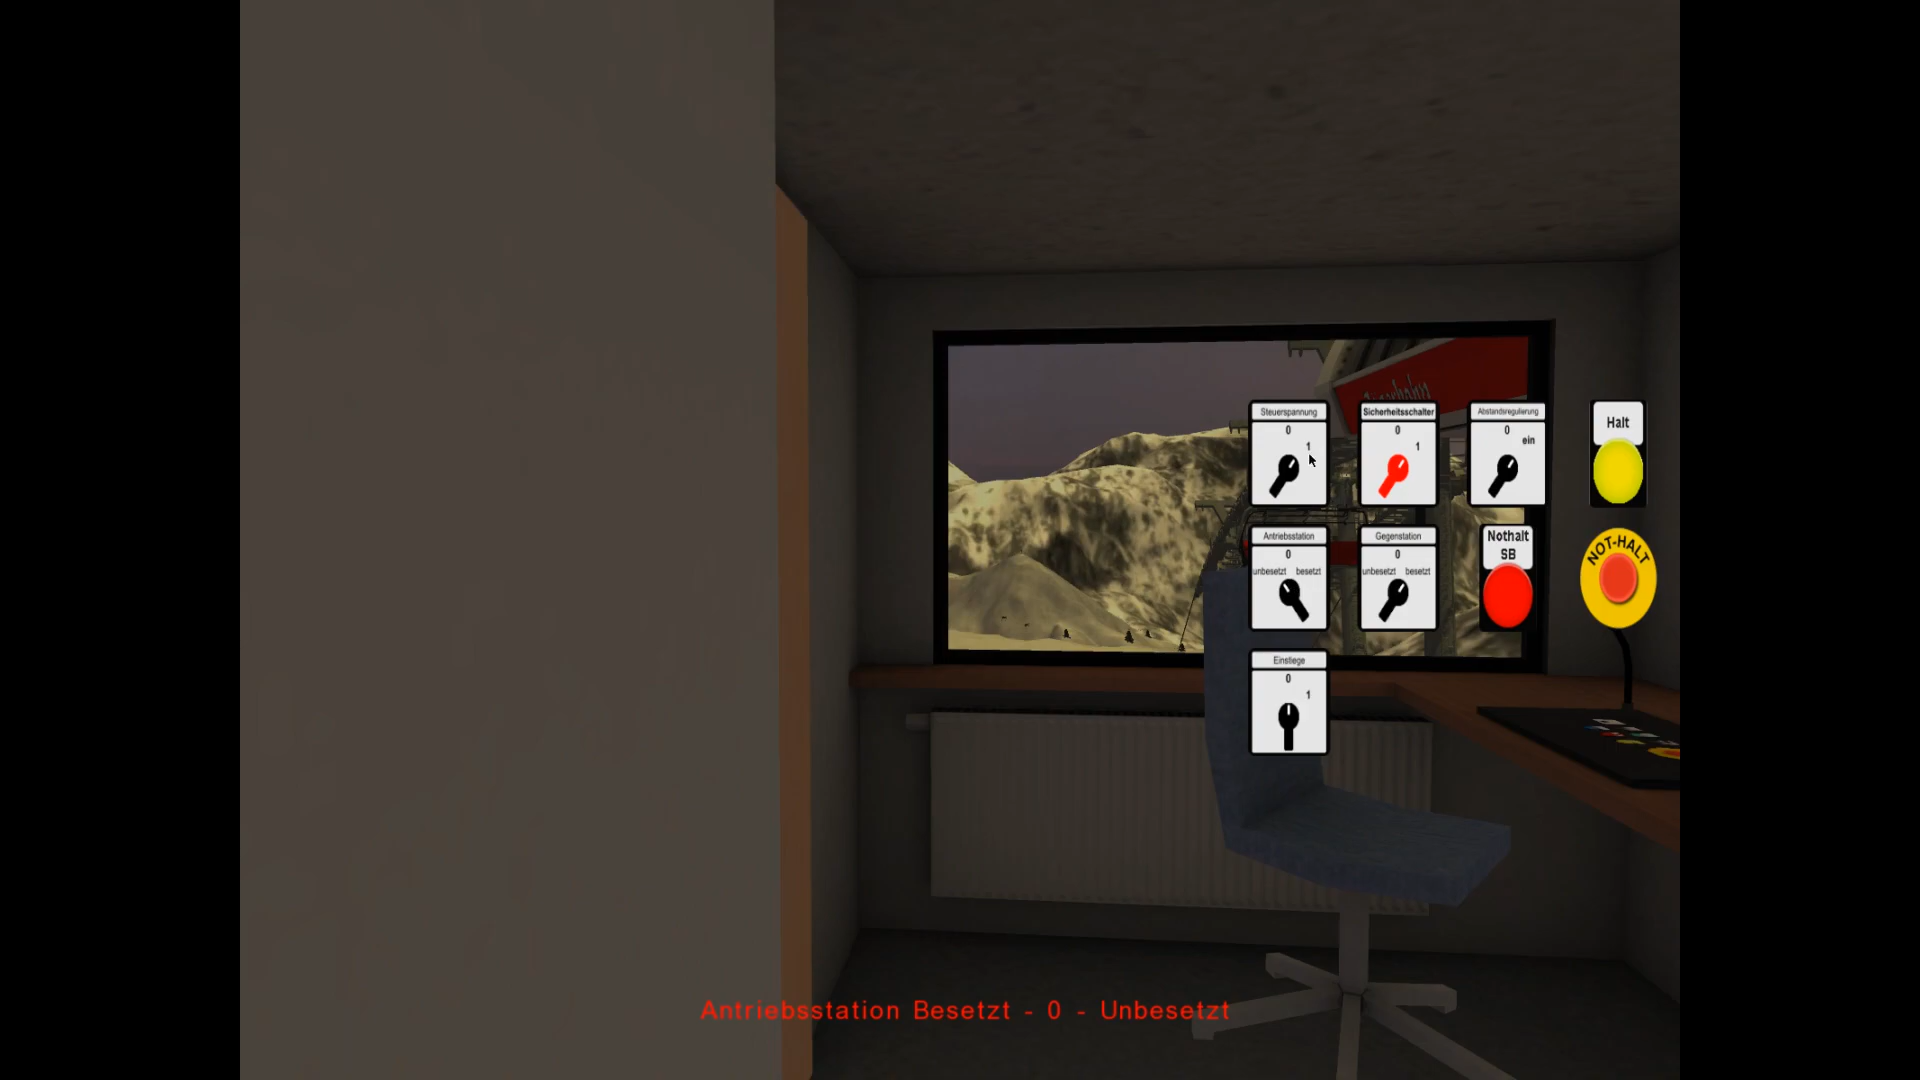 Steuerspannung
0
1
Sicherheitsschalter
0
1
Abstandsregulierung
0
ein
Halt
Antriebsstation
0
unbesetzt besetzt
Gegenstation
0
unbesetzt besetzt
Nothalt
SB
NOT-HALT
Einstiege
0
1
Antriebsstation Besetzt - 0 - Unbesetzt